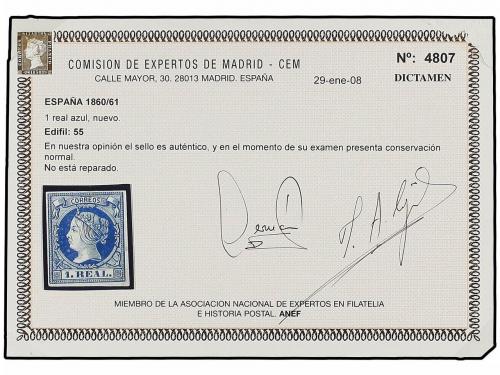 COMISION DE EXPERTOS DE MADRID - CEM
CALLE MAYOR, 30. 28013 MADRID. ESPAÑA
Nº: 4807
29-ene-08
DICTAMEN
ESPAÑA 1860/61
1 real azul, nuevo.
Edifil: 55
En nuestra opinión el sello es auténtico, y en el momento de su examen presenta conservación
normal.
No está reparado.
CORREOS
1. REAL.
MIEMBRO DE LA ASOCIACION NACIONAL DE EXPERTOS EN FILATELIA
E HISTORIA POSTAL. ANEF